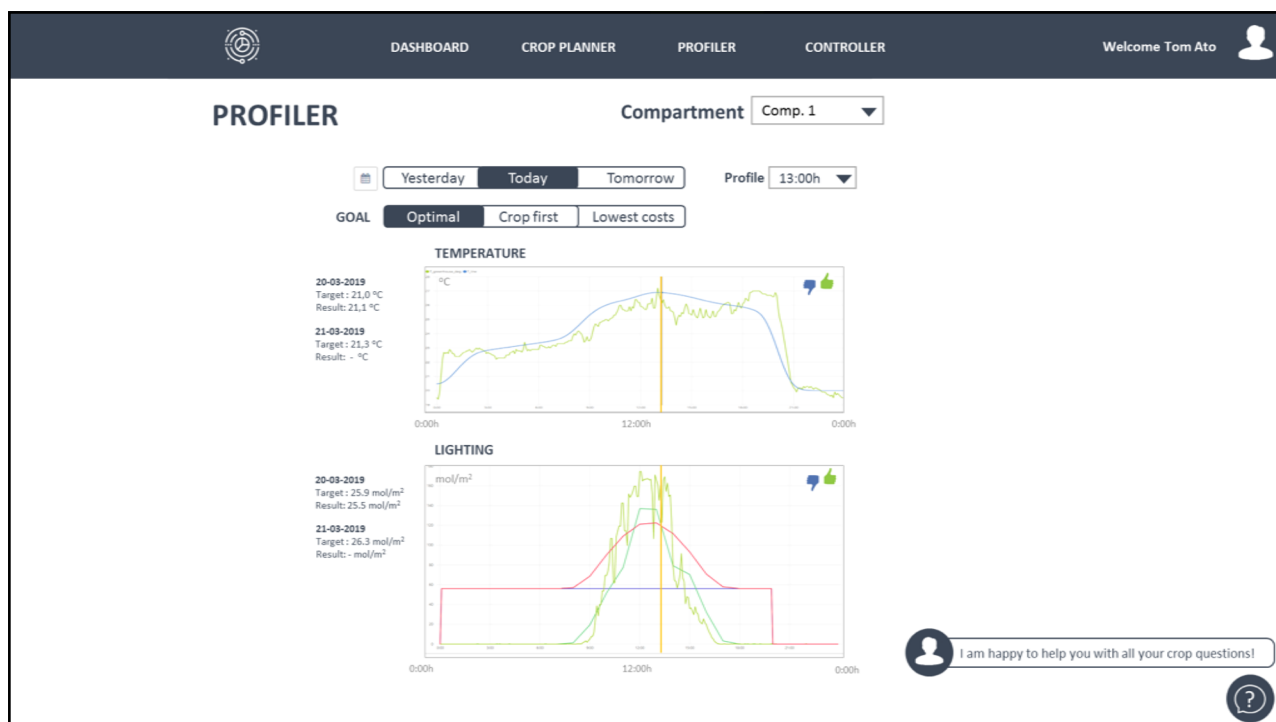 DASHBOARD CROP PLANNER PROFILER CONTROLLER Welcome Tom Ato
PROFILER
Compartment Comp. 1
Yesterday Today Tomorrow Profile 13:00h
GOAL Optimal Crop first Lowest costs
TEMPERATURE
°C
20-03-2019
Target : 21,0 °C
Result: 21,1 °C
21-03-2019
Target : 21,3 °C
Result: - °C
0:00h 12:00h 0:00h
LIGHTING
mol/m²
20-03-2019
Target : 25.9 mol/m²
Result: 25.5 mol/m²
21-03-2019
Target : 26.3 mol/m²
Result: - mol/m²
0:00h 12:00h 0:00h
I am happy to help you with all your crop questions!
?